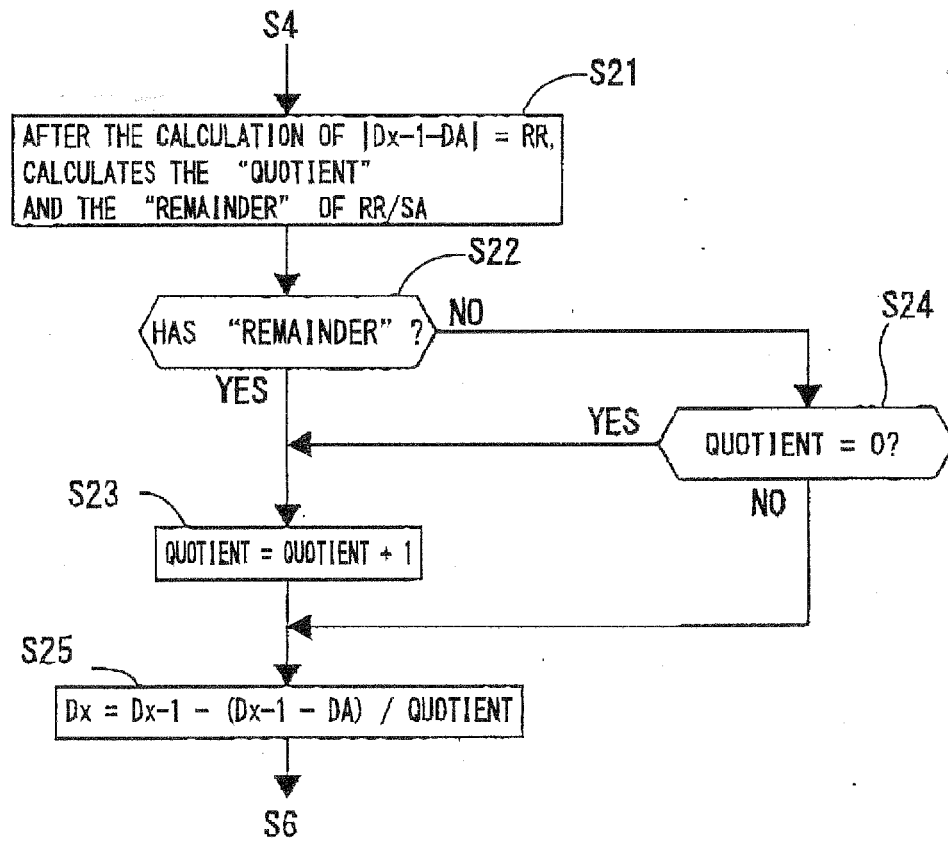 S4
S21
AFTER THE CALCULATION OF |Dx-1-DA| = RR,
CALCULATES THE "QUOTIENT"
AND THE "REMAINDER" OF RR/SA
S22
HAS "REMAINDER" ?
NO
YES
S24
QUOTIENT = 0?
YES
NO
S23
QUOTIENT = QUOTIENT + 1
S25
Dx = Dx-1 - (Dx-1 - DA) / QUOTIENT
S6